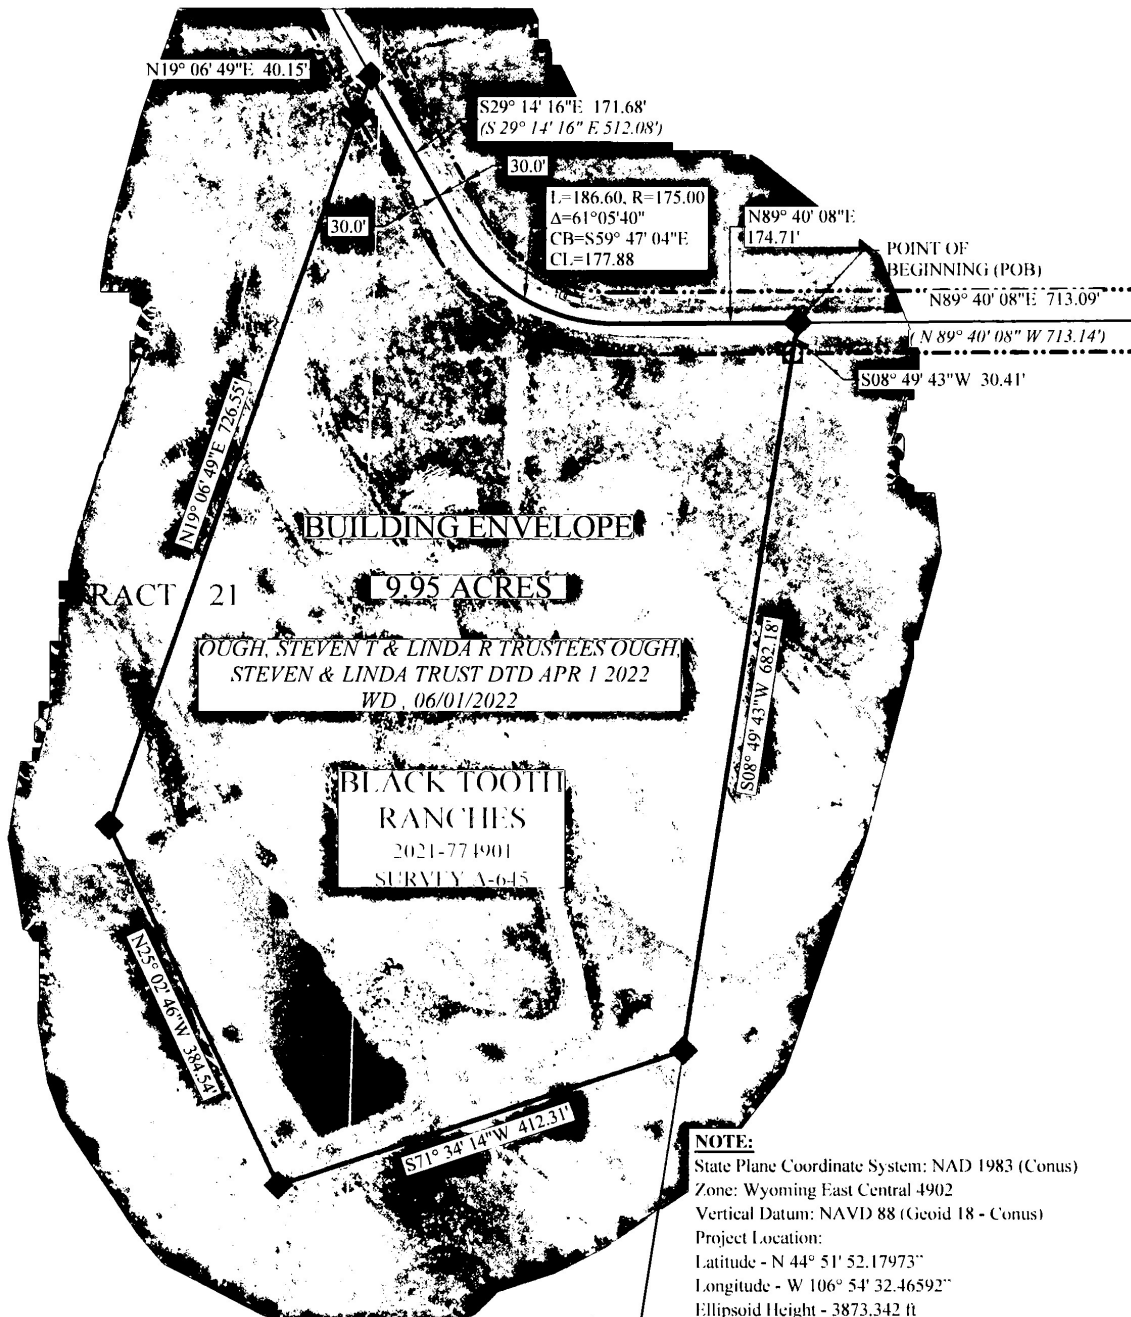 N19° 06' 49"E 40.15'
S29° 14' 16"E 171.68'
(S 29° 14' 16" E 512.08')
30.0'
30.0'
L=186.60, R=175.00
Δ=61°05'40"
CB=S59° 47' 04"E
CL=177.88
N89° 40' 08"E
174.71'
POINT OF
BEGINNING (POB)
N89° 40' 08"E 713.09'
( N 89° 40' 08" W 713.14')
S08° 49' 43"W 30.41'
N19° 06' 49"E 726.55'
BUILDING ENVELOPE
9.95 ACRES
RACT 21
OUGH, STEVEN T & LINDA R TRUSTEES OUGH,
STEVEN & LINDA TRUST DTD APR 1 2022
WD , 06/01/2022
S08° 49' 43"W 682.18'
BLACK TOOTH
RANCHES
2021-774901
SURVEY A-645
N25° 02' 46"W 384.54'
S71° 34' 14"W 412.31'
NOTE:
State Plane Coordinate System: NAD 1983 (Conus)
Zone: Wyoming East Central 4902
Vertical Datum: NAVD 88 (Geoid 18 - Conus)
Project Location:
Latitude - N 44° 51' 52.17973"
Longitude - W 106° 54' 32.46592"
Ellipsoid Height - 3873.342 ft